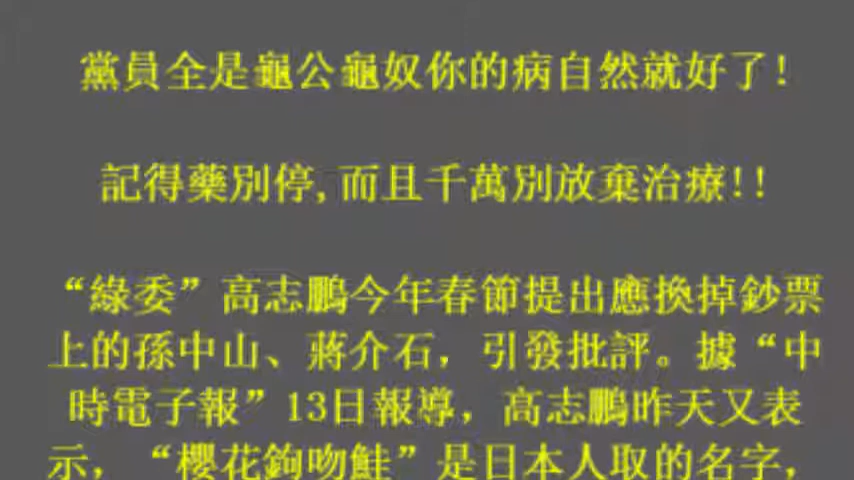 黨員全是龜公龜奴你的病自然就好了！
記得藥別停,而且千萬別放棄治療!!
“綠委”高志鵬今年春節提出應換掉鈔票
上的孫中山、蔣介石，引發批評。據“中
時電子報”13日報導，高志鵬昨天又表
示，“櫻花鉤吻鮭”是日本人取的名字，